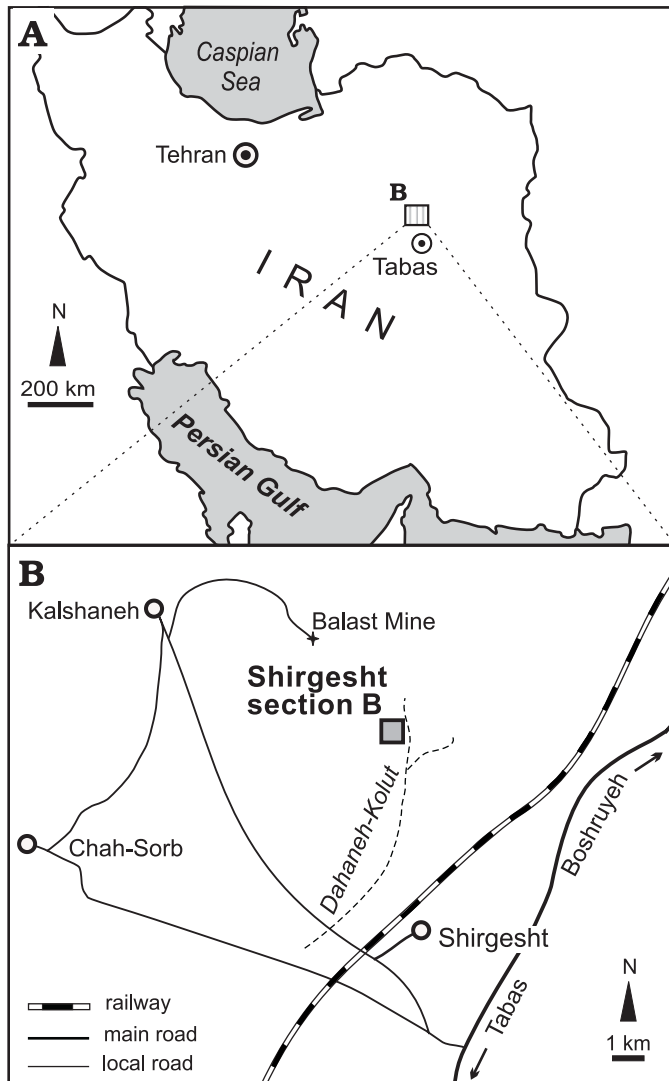 A
Caspian
Sea
Tehran
B
Tabas
IRAN
N
200 km
Persian Gulf
B
Kalshaneh
Balast Mine
Shirgesht
section B
Dahaneh-Kolut
Boshruyeh
Chah-Sorb
Shirgesht
Tabas
N
1 km
railway
main road
local road